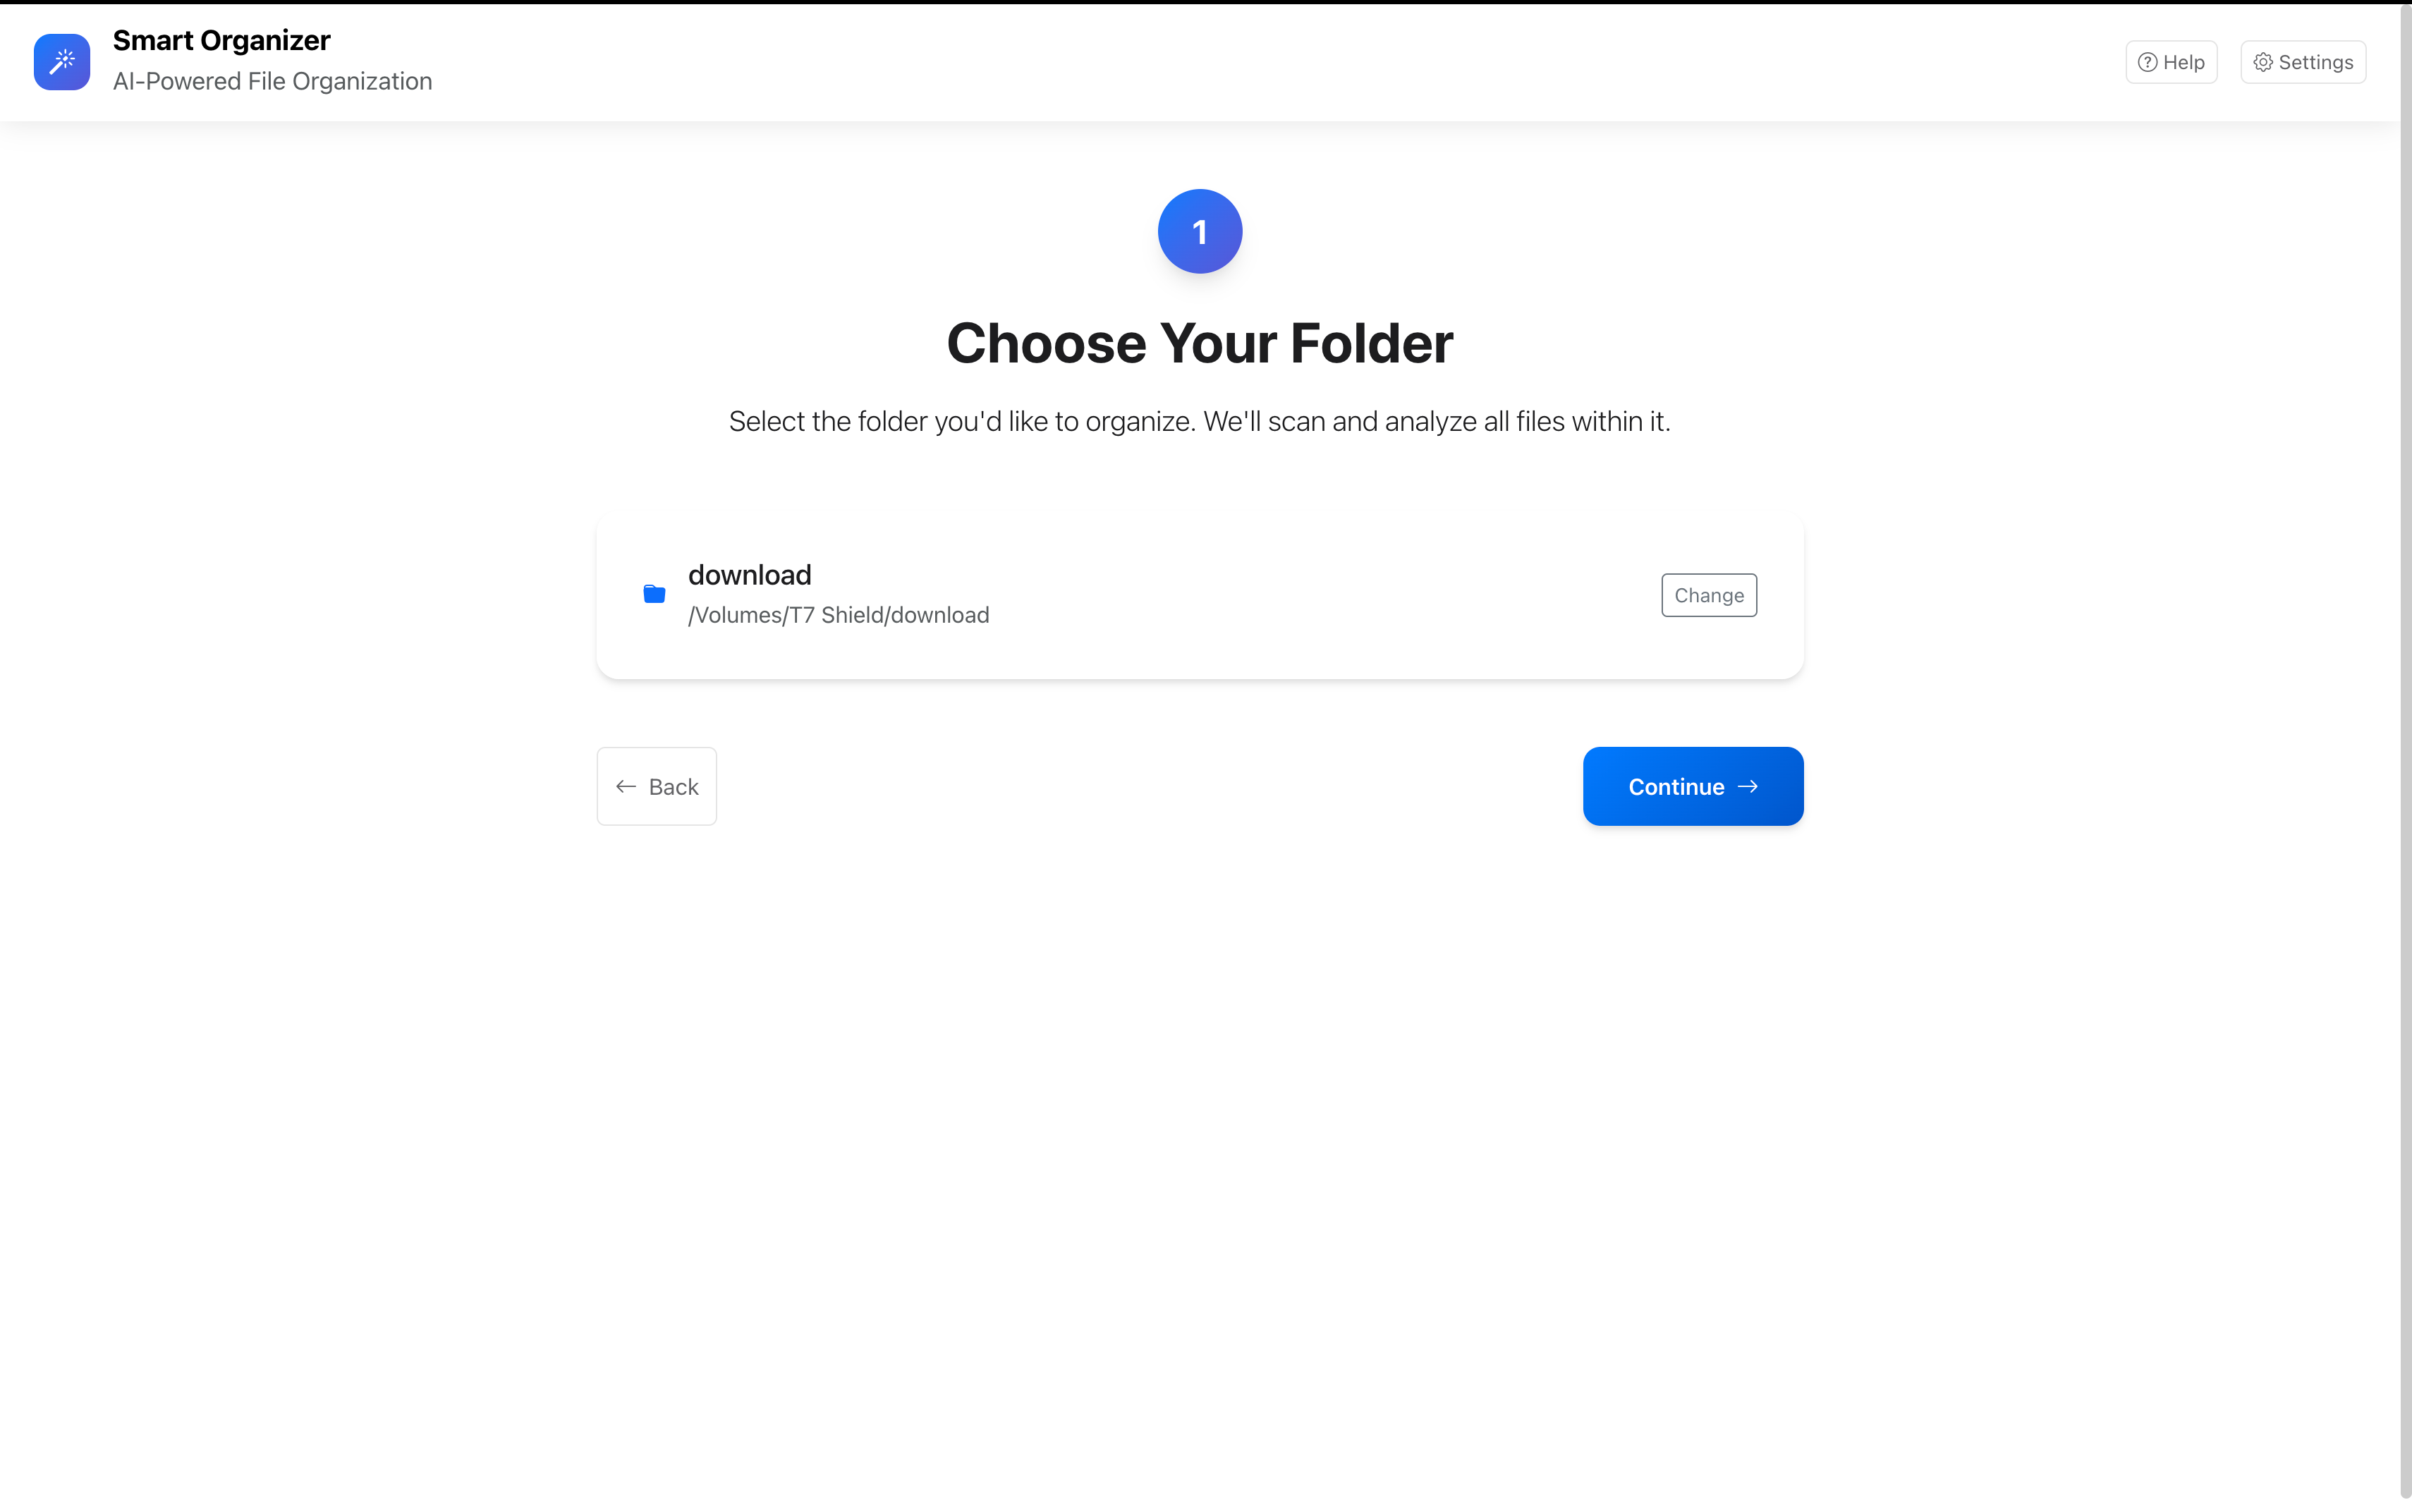 Smart Organizer
AI-Powered File Organization
Help
Settings
1
Choose Your Folder
Select the folder you'd like to organize. We'll scan and analyze all files within it.
download
/Volumes/T7 Shield/download
Change
Back
Continue